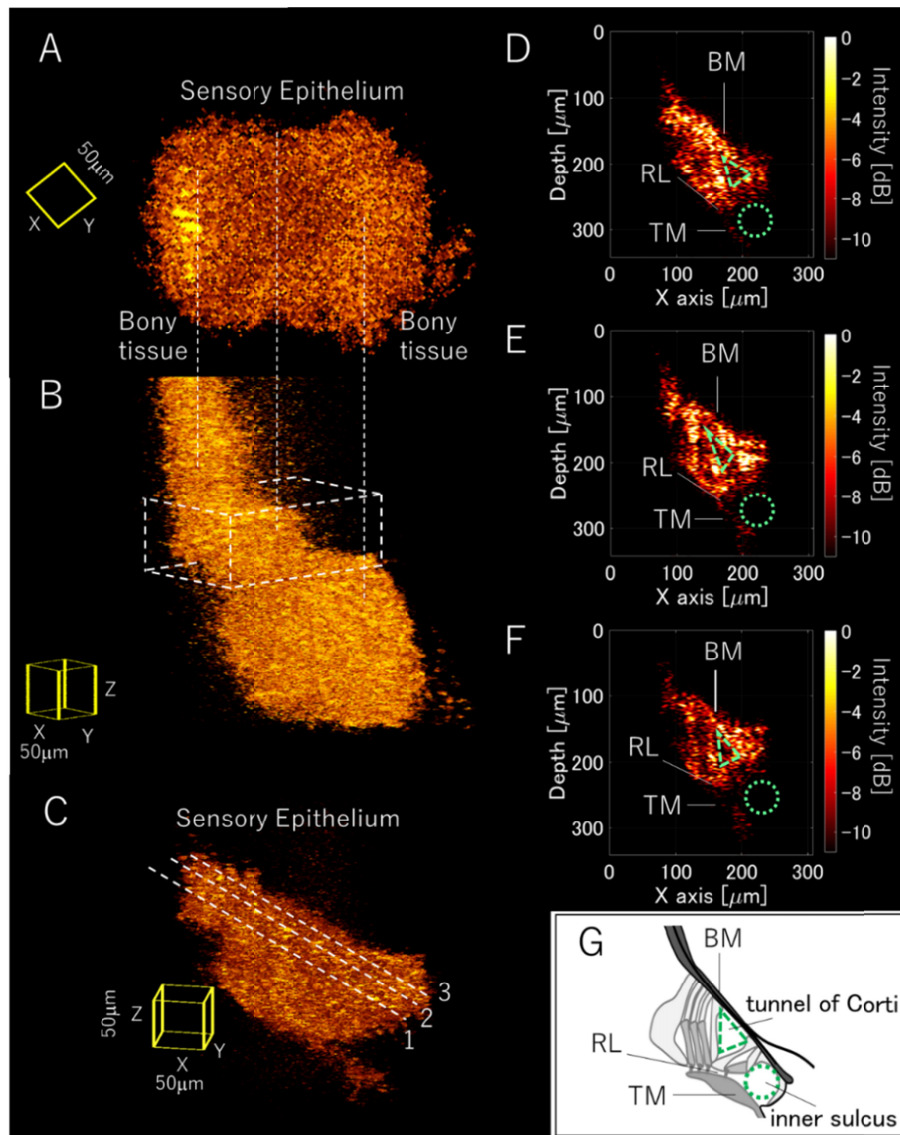 A
Sensory Epithelium
50μm
X
Y
Bony
tissue
Bony
tissue
B
Z
X
Y
50μm
C
Sensory Epithelium
50μm
Z
Y
X
50μm
3
2
1
D
BM
RL
TM
0
100
200
300
Depth [μm]
0
100
200
300
X axis [μm]
0
-2
-4
-6
-8
-10
Intensity [dB]
E
BM
RL
TM
0
100
200
300
Depth [μm]
0
100
200
300
X axis [μm]
0
-2
-4
-6
-8
-10
Intensity [dB]
F
BM
RL
TM
0
100
200
300
Depth [μm]
0
100
200
300
X axis [μm]
0
-2
-4
-6
-8
-10
Intensity [dB]
G
BM
tunnel of Corti
RL
TM
inner sulcus